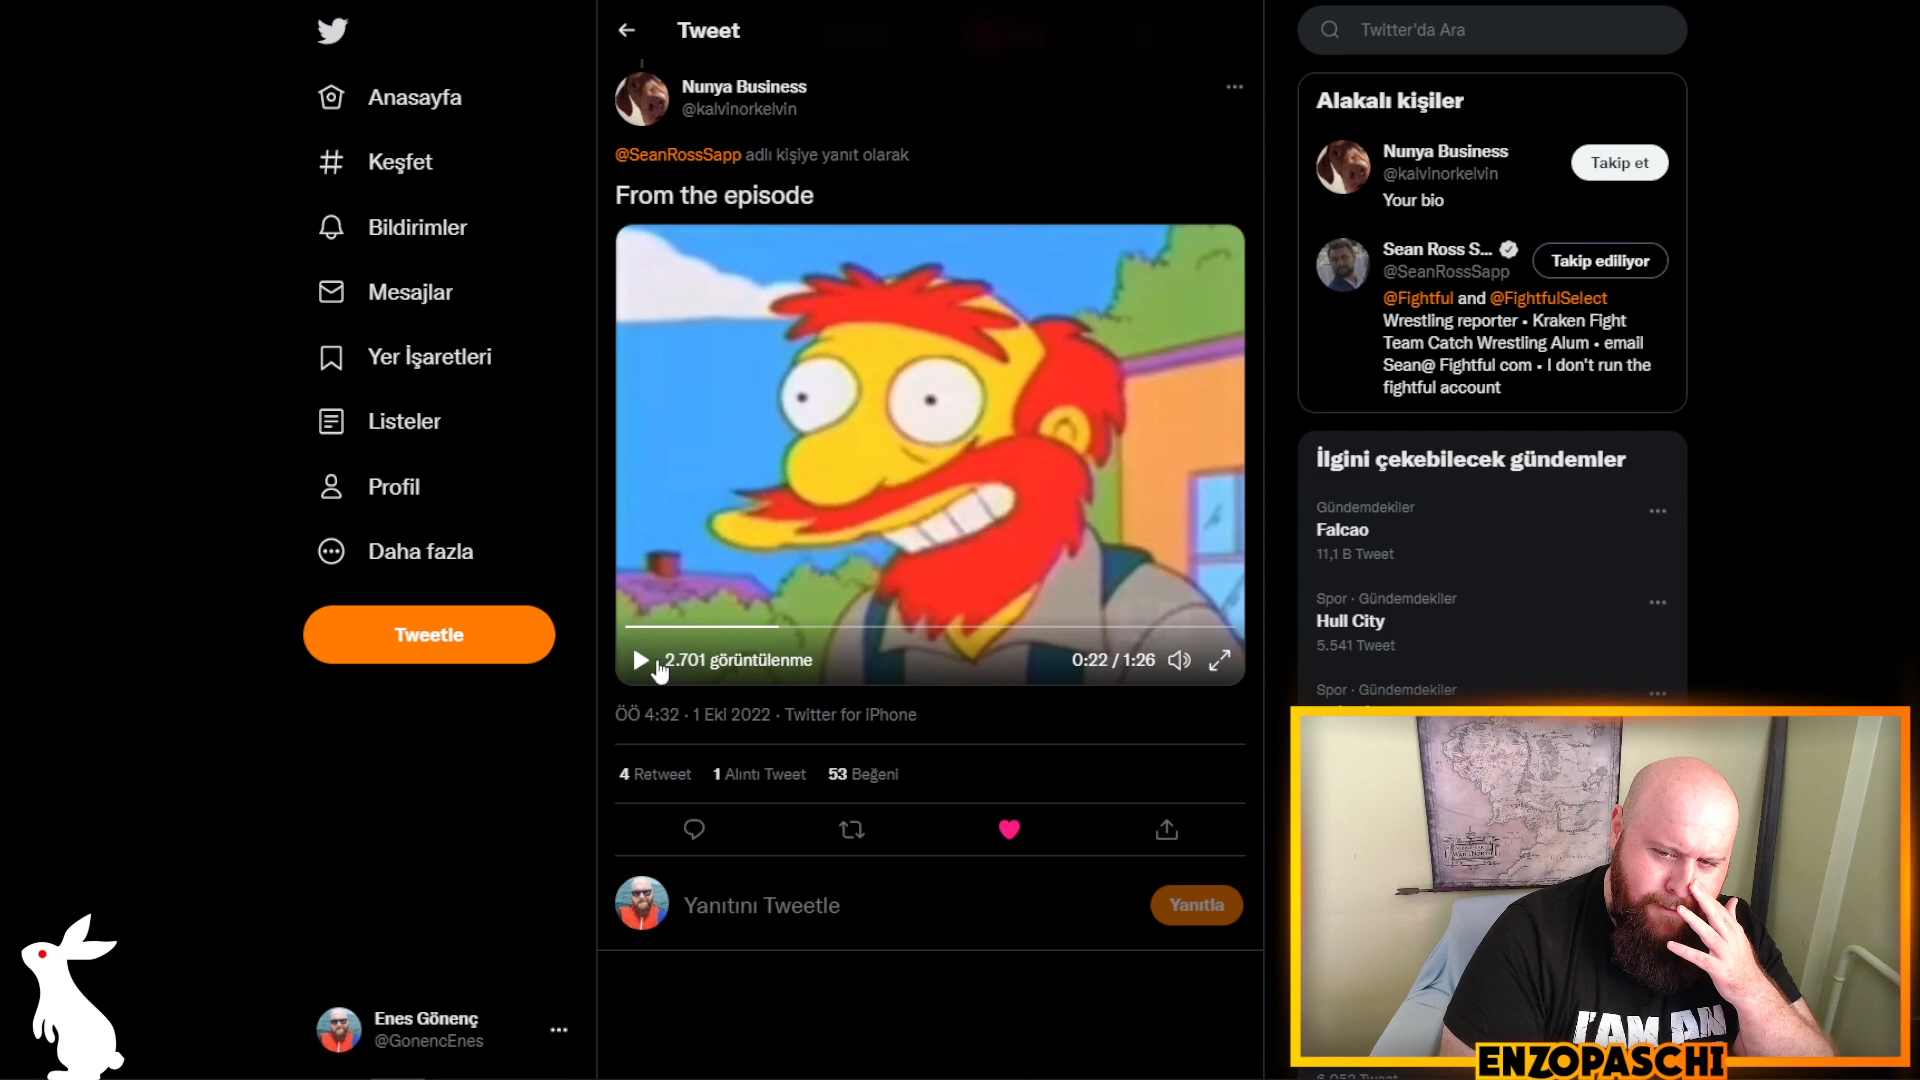 Anasayfa
Keşfet
Bildirimler
Mesajlar
Yer İşaretleri
Listeler
Profil
Daha fazla
Tweetle
Enes Gönenç
@GonencEnes
Tweet
Nunya Business
@kalvinorkelvin
@SeanRossSapp adlı kişiye yanıt olarak
From the episode
2.701 görüntülenme
0:22 / 1:26
ÖÖ 4:32 · 1 Eki 2022 · Twitter for iPhone
4 Retweet 1 Alıntı Tweet 53 Beğeni
Yanıtını Tweetle
Yanıtla
Twitter'da Ara
Alakalı kişiler
Nunya Business
@kalvinorkelvin
Takip et
Your bio
Sean Ross S...
@SeanRossSapp
Takip ediliyor
@Fightful and @FightfulSelect
Wrestling reporter • Kraken Fight
Team Catch Wrestling Alum • email
Sean@ Fightful com • I don't run the
fightful account
İlgini çekebilecek gündemler
Gündemdekiler
Falcao
11,1 B Tweet
Spor · Gündemdekiler
Hull City
5.541 Tweet
Spor · Gündemdekiler
I'AM AN
ENZOPASCHI